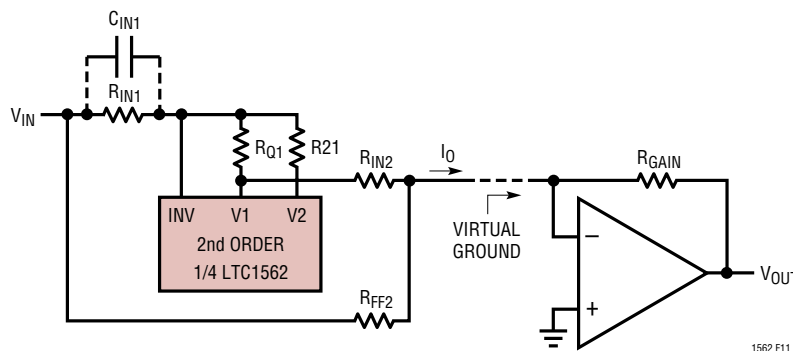 CIN1
RIN1
VIN
RQ1
R21
RIN2
IO
RGAIN
INV V1 V2
2nd ORDER
1/4 LTC1562
VIRTUAL
GROUND
−
+
VOUT
RFF2
1562 F11